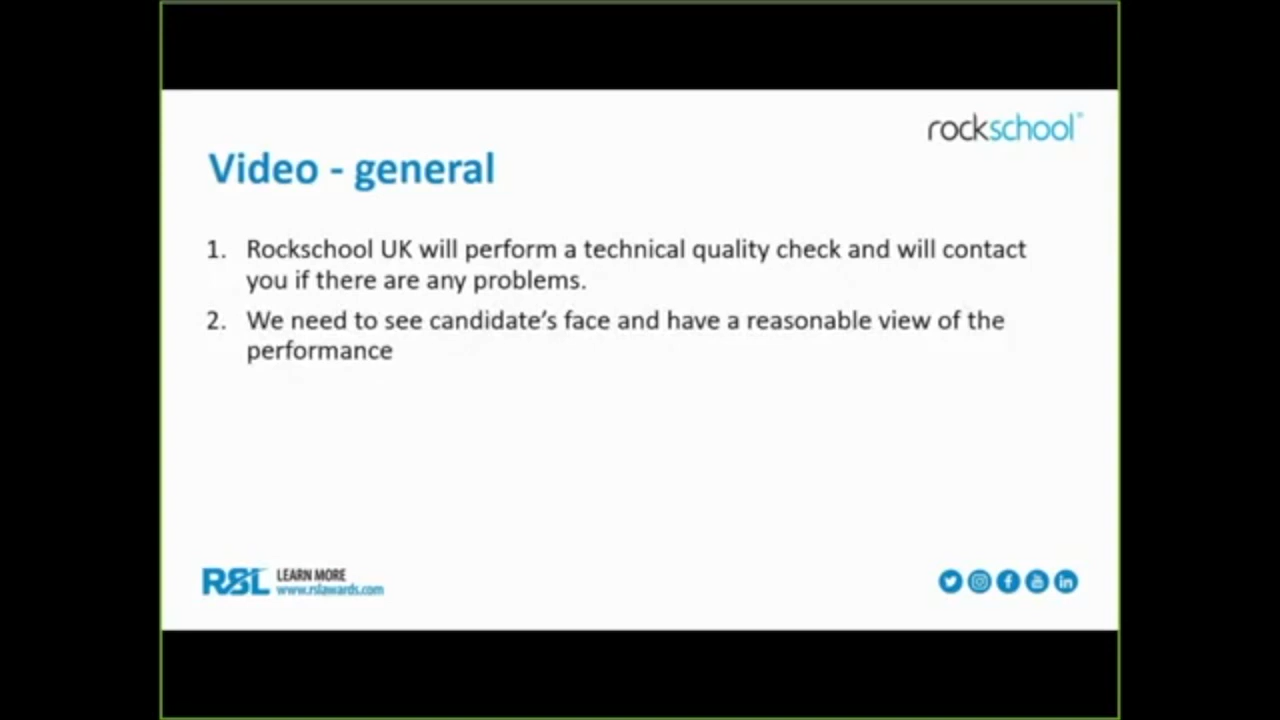 rockschool
Video - general
1. Rockschool UK will perform a technical quality check and will contact
you if there are any problems.
2. We need to see candidate's face and have a reasonable view of the
performance
RSL LEARN MORE
www.rslawards.com